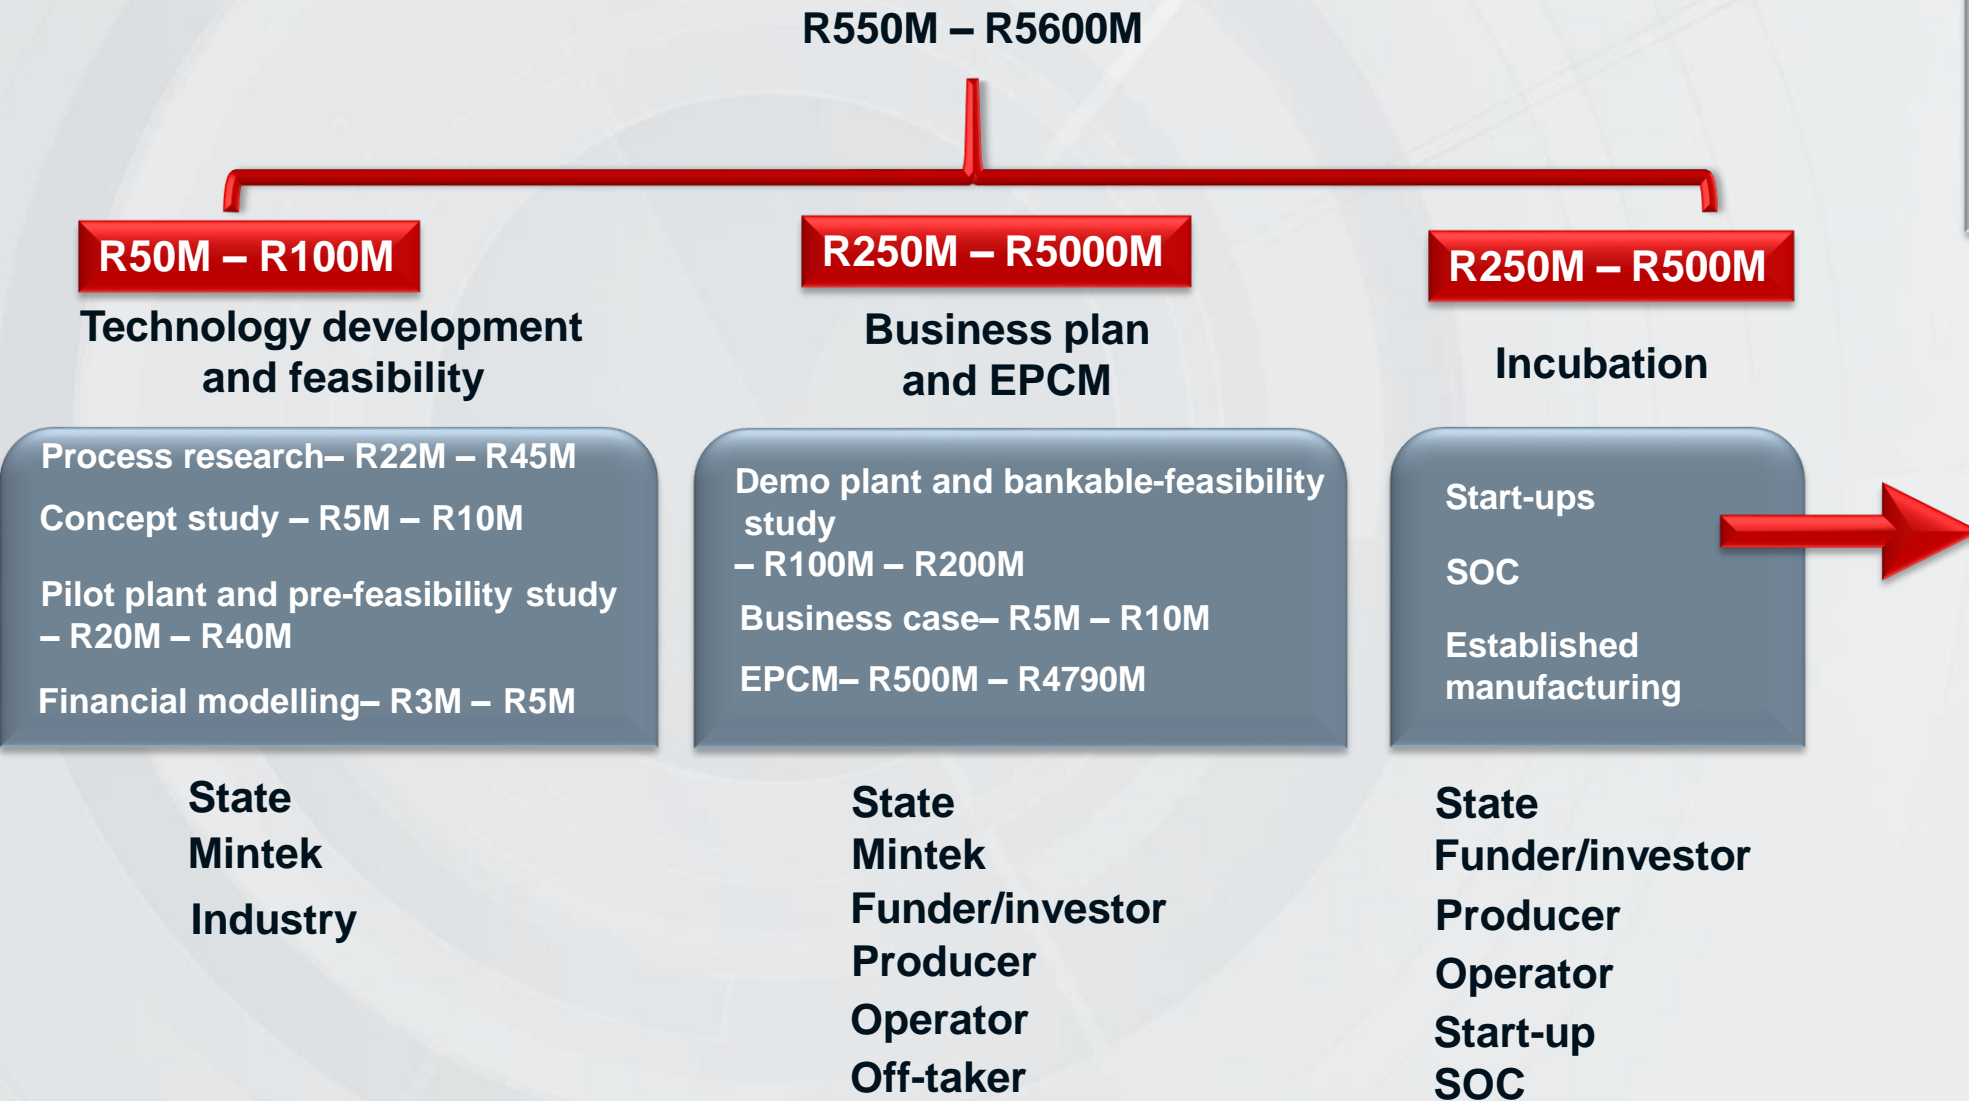 R550M – R5600M
R50M – R100M
Technology development
and feasibility
Process research– R22M – R45M
Concept study – R5M – R10M
Pilot plant and pre-feasibility study
– R20M – R40M
Financial modelling– R3M – R5M
State
Mintek
Industry
R250M – R5000M
Business plan
and EPCM
Demo plant and bankable-feasibility
study
– R100M – R200M
Business case– R5M – R10M
EPCM– R500M – R4790M
State
Mintek
Funder/investor
Producer
Operator
Off-taker
R250M – R500M
Incubation
Start-ups
SOC
Established
manufacturing
State
Funder/investor
Producer
Operator
Start-up
SOC